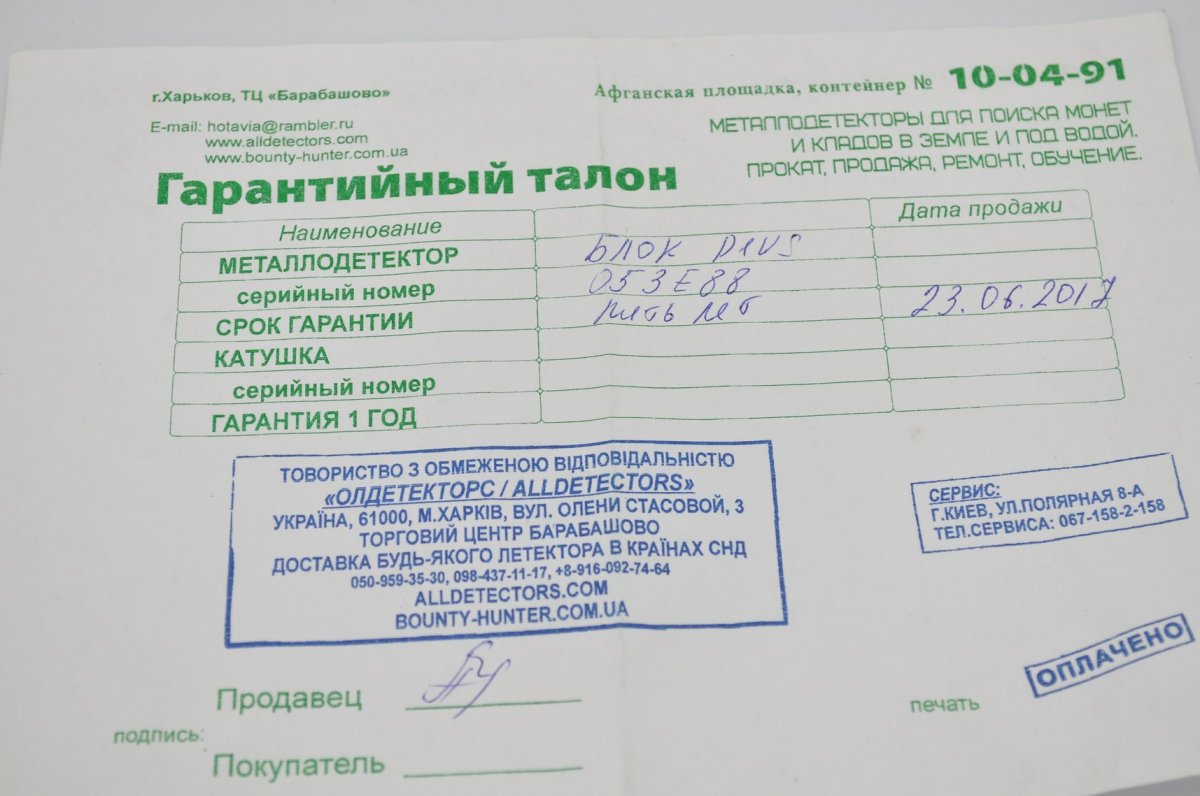 г.Харьков, ТЦ «Барабашово»
Афганская площадка, контейнер № 10-04-91
E-mail: hotavia@rambler.ru
www.alldetectors.com
www.bounty-hunter.com.ua
МЕТАЛЛОДЕТЕКТОРЫ ДЛЯ ПОИСКА МОНЕТ
И КЛАДОВ В ЗЕМЛЕ И ПОД ВОДОЙ.
ПРОКАТ, ПРОДАЖА, РЕМОНТ, ОБУЧЕНИЕ.
Гарантийный талон
Наименование Дата продажи
МЕТАЛЛОДЕТЕКТОР БЛОК
серийный номер 053E88
СРОК ГАРАНТИИ пять лет 23.06.2017
КАТУШКА
серийный номер
ГАРАНТИЯ 1 ГОД
ТОВОРИСТВО З ОБМЕЖЕНОЮ ВІДПОВІДАЛЬНІСТЮ
«ОЛДЕТЕКТОРС / ALLDETECTORS»
УКРАЇНА, 61000, М.ХАРКІВ, ВУЛ. ОЛЕНИ СТАСОВОЙ, 3
ТОРГОВИЙ ЦЕНТР БАРАБАШОВО
ДОСТАВКА БУДЬ-ЯКОГО ЛЕТЕКТОРА В КРАЇНАХ СНД
050-959-35-30, 098-437-11-17, +8-916-092-74-64
ALLDETECTORS.COM
BOUNTY-HUNTER.COM.UA
СЕРВИС:
Г.КИЕВ, УЛ.ПОЛЯРНАЯ 8-А
ТЕЛ.СЕРВИСА: 067-158-2-158
ОПЛАЧЕНО
Продавец
печать
подпись:
Покупатель